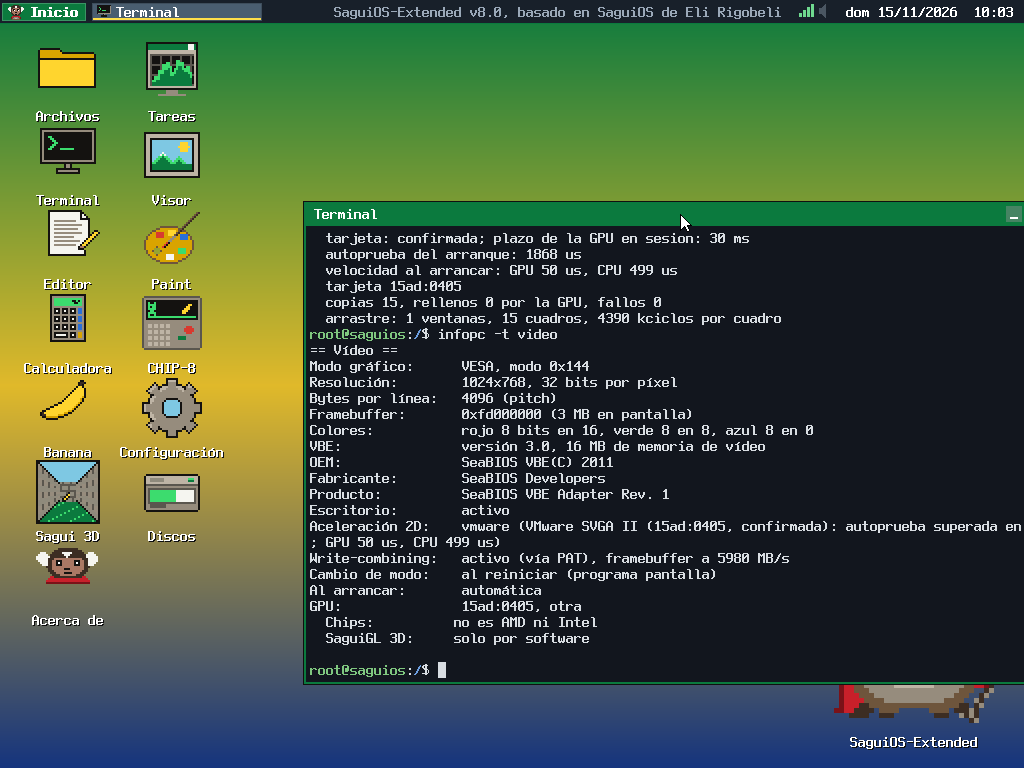 Inicio
Terminal
SaguiOS-Extended v8.0, basado en SaguiOS de Eli Rigobeli
dom 15/11/2026 10:03
Archivos
Tareas
Terminal
Visor
Editor
Paint
Calculadora
CHIP-8
Banana
Configuración
Sagui 3D
Discos
Acerca de
Terminal
tarjeta: confirmada; plazo de la GPU en sesion: 30 ms
autoprueba del arranque: 1868 us
velocidad al arrancar: GPU 50 us, CPU 499 us
tarjeta 15ad:0405
copias 15, rellenos 0 por la GPU, fallos 0
arrastre: 1 ventanas, 15 cuadros, 4390 kciclos por cuadro
root@saguios:/$ infopc -t video
== Vídeo ==
Modo gráfico: VESA, modo 0x144
Resolución: 1024x768, 32 bits por píxel
Bytes por línea: 4096 (pitch)
Framebuffer: 0xfd000000 (3 MB en pantalla)
Colores: rojo 8 bits en 16, verde 8 en 8, azul 8 en 0
VBE: versión 3.0, 16 MB de memoria de vídeo
OEM: SeaBIOS VBE(C) 2011
Fabricante: SeaBIOS Developers
Producto: SeaBIOS VBE Adapter Rev. 1
Escritorio: activo
Aceleración 2D: vmware (VMware SVGA II (15ad:0405, confirmada): autoprueba superada en
; GPU 50 us, CPU 499 us)
Write-combining: activo (vía PAT), framebuffer a 5980 MB/s
Cambio de modo: al reiniciar (programa pantalla)
Al arrancar: automática
GPU: 15ad:0405, otra
Chips: no es AMD ni Intel
SaguiGL 3D: solo por software
root@saguios:/$
SaguiOS-Extended